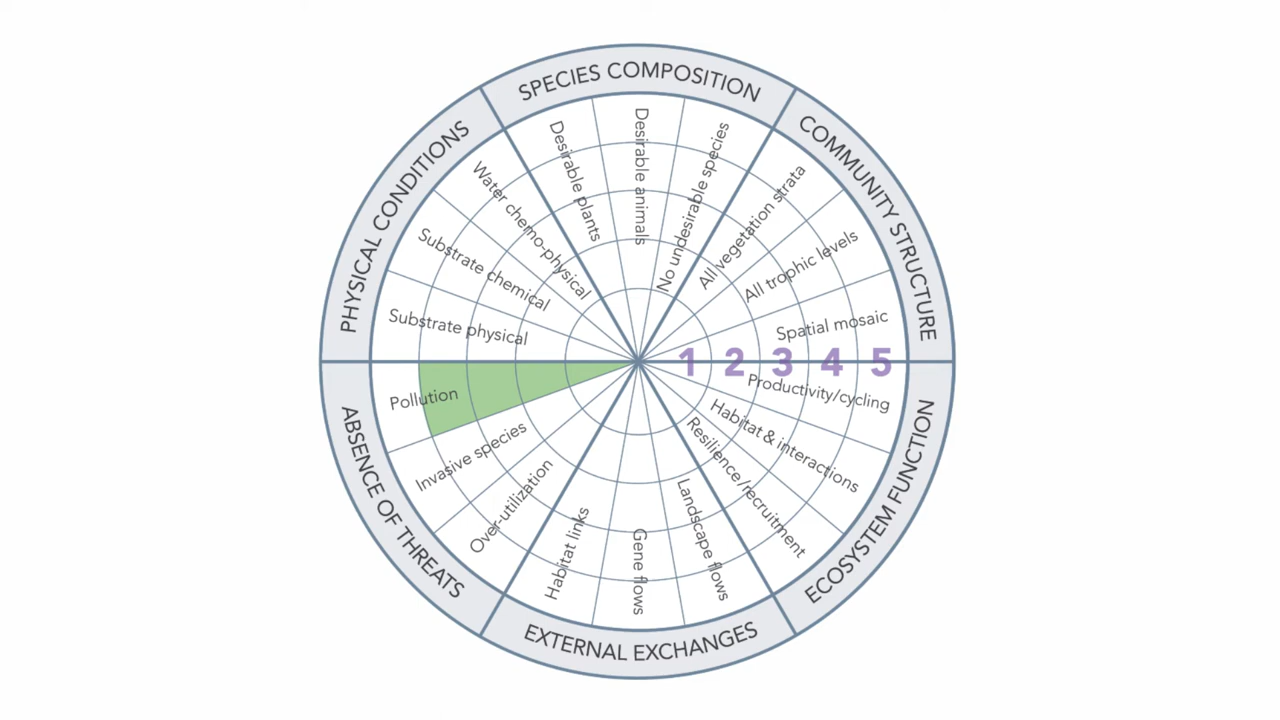 SPECIES COMPOSITION
Desirable plants
Desirable animals
No undesirable species
COMMUNITY STRUCTURE
All vegetation strata
All trophic levels
Spatial mosaic
1 2 3 4 5
ECOSYSTEM FUNCTION
Productivity/cycling
Habitat & interactions
Resilience/recruitment
EXTERNAL EXCHANGES
Landscape flows
Gene flows
Habitat links
ABSENCE OF THREATS
Over-utilization
Invasive species
Pollution
PHYSICAL CONDITIONS
Substrate physical
Substrate chemical
Water chemo-physical